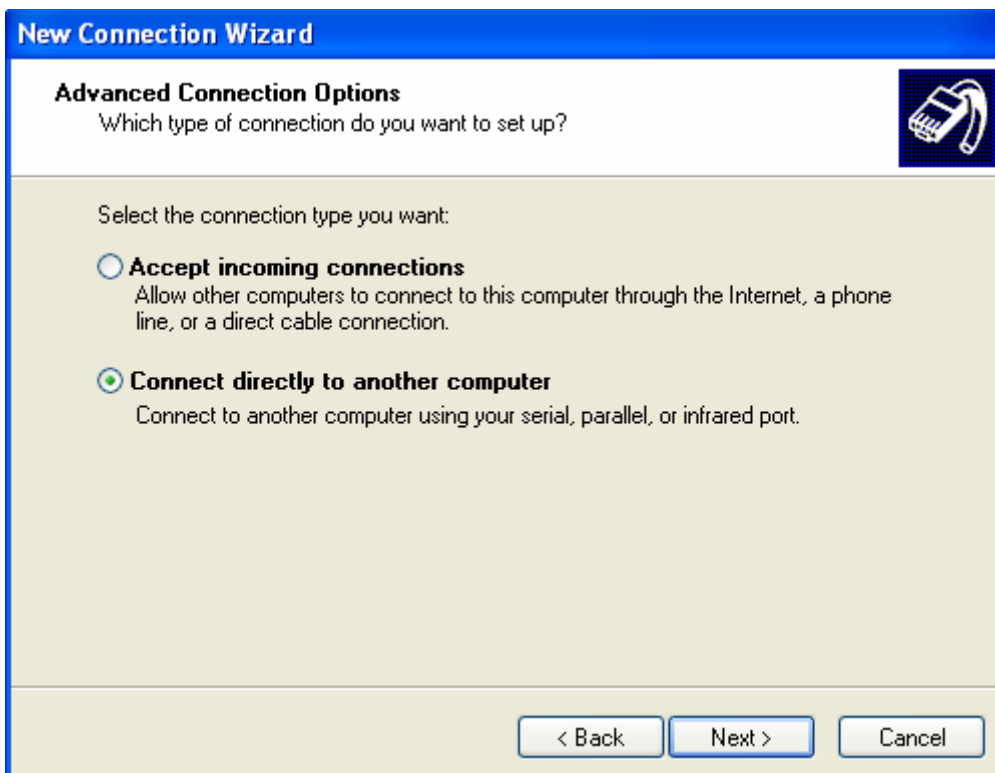 New Connection Wizard
Advanced Connection Options
Which type of connection do you want to set up?
Select the connection type you want:
Accept incoming connections
Allow other computers to connect to this computer through the Internet, a phone
line, or a direct cable connection.
Connect directly to another computer
Connect to another computer using your serial, parallel, or infrared port.
< Back
Next >
Cancel